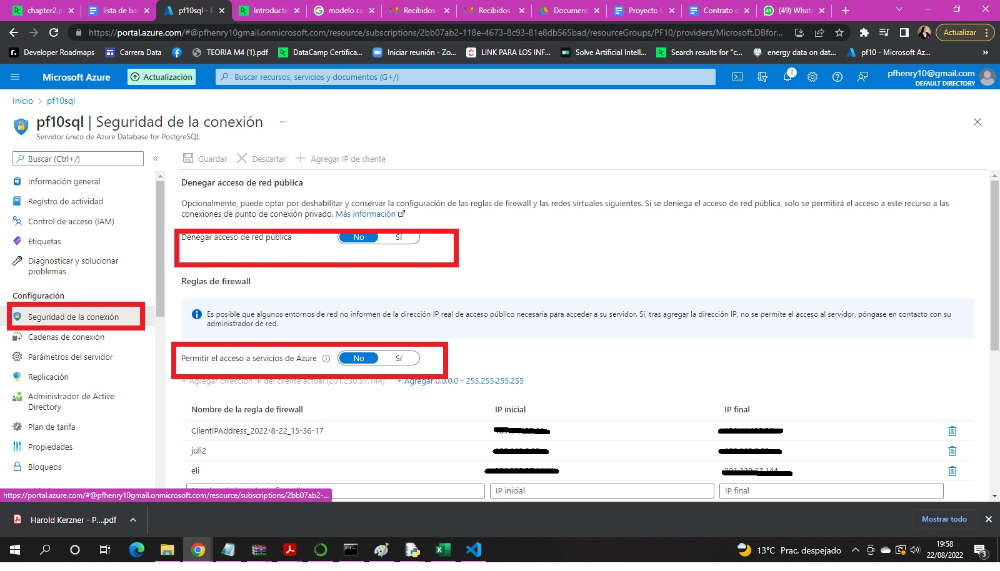 chapter2.p
lista de ba
pf10sql - M
Introducti
modelo ca
Recibidos
Recibidos
Document
Proyecto G
Contrato d
(49) Whats
https://portal.azure.com/#@pfhenry10gmail.onmicrosoft.com/resource/subscriptions/2bb07ab2-118e-4673-8c93-81e8db565bad/resourceGroups/PF10/providers/Microsoft.DBfor...
Actualizar
Developer Roadmaps
Carrera Data
TEORIA M4 (1).pdf
DataCamp Certifica...
Iniciar reunión - Zo...
LINK PARA LOS INF...
Solve Artificial Intell...
Search results for "c...
energy data on dat...
pf10 - Microsoft Az...
»
Microsoft Azure
Actualización
Buscar recursos, servicios y documentos (G+/)
2
pfhenry10@gmail.com
DEFAULT DIRECTORY
Inicio > pf10sql
pf10sql | Seguridad de la conexión ...
Servidor único de Azure Database for PostgreSQL
Buscar (Ctrl+/)
«
Guardar
Descartar
Agregar IP de cliente
Información general
Registro de actividad
Control de acceso (IAM)
Etiquetas
Diagnosticar y solucionar
problemas
Configuración
Seguridad de la conexión
Cadenas de conexión
Parámetros del servidor
Replicación
Administrador de Active
Directory
Plan de tarifa
Propiedades
Bloqueos
Denegar acceso de red pública
Opcionalmente, puede optar por deshabilitar y conservar la configuración de las reglas de firewall y las redes virtuales siguientes. Si se deniega el acceso de red pública, solo se permitirá el acceso a este recurso a las
conexiones de punto de conexión privado. Más información
Denegar acceso de red pública No Sí
Reglas de firewall
Es posible que algunos entornos de red no informen de la dirección IP real de acceso público necesaria para acceder a su servidor. Si, tras agregar la dirección IP, no se permite el acceso al servidor, póngase en contacto con su
administrador de red.
Permitir el acceso a servicios de Azure No Sí
+ Agregar dirección IP del cliente actual (201.230.37.144)
+ Agregar 0.0.0.0 - 255.255.255.255
Nombre de la regla de firewall
IP inicial
IP final
ClientIPAddress_2022-8-22_15-36-17
juli2
eli
IP inicial
IP final
https://portal.azure.com/#@pfhenry10gmail.onmicrosoft.com/resource/subscriptions/2bb07ab2-...
Harold Kerzner - P....pdf
Mostrar todo
13°C Prac. despejado
19:58
22/08/2022
3